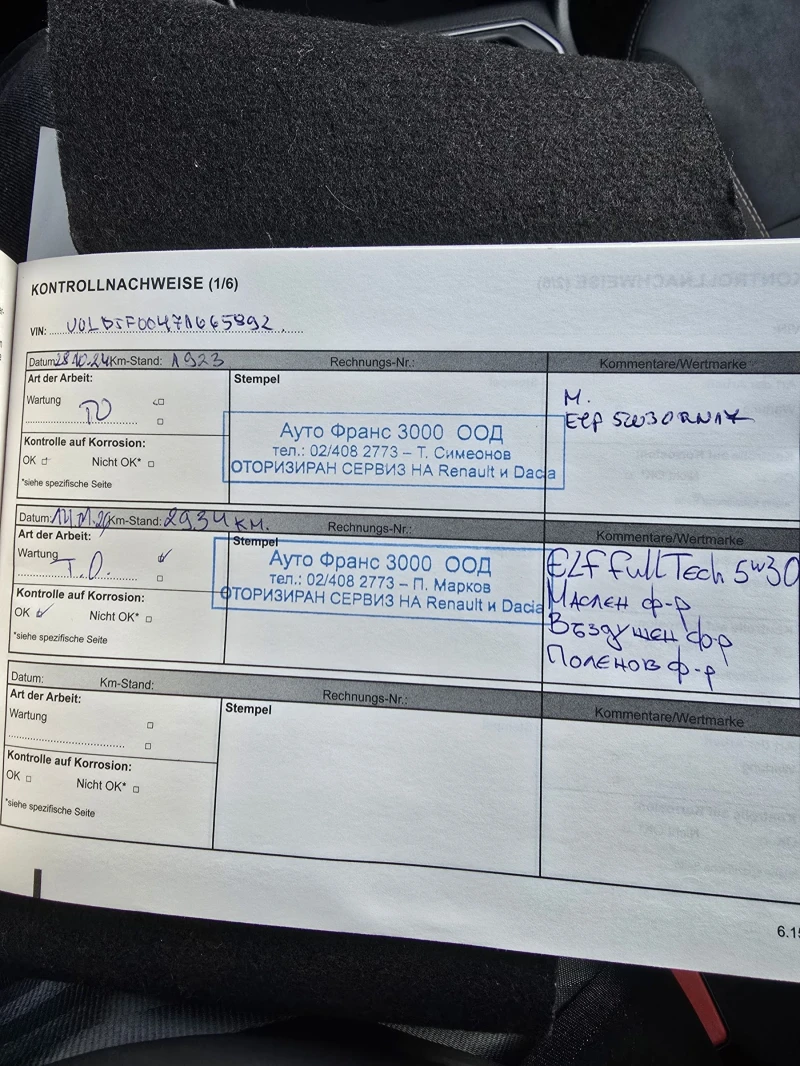 KONTROLLNACHWEISE (1/6)
VIN:
Datum: 28.10.24 Km-Stand: 1923 Rechnungs-Nr.: Kommentare/Wertmarke
Art der Arbeit:
Wartung
Kontrolle auf Korrosion:
OK Nicht OK*
*siehe spezifische Seite
Stempel
Ауто Франс 3000 ООД
тел.: 02/408 2773 – Т. Симеонов
ОТОРИЗИРАН СЕРВИЗ НА Renault и Dacia
М.
5W30
Datum: Km-Stand: 2934 КМ. Rechnungs-Nr.: Kommentare/Wertmarke
Art der Arbeit:
Wartung
Т.О.
Kontrolle auf Korrosion:
OK Nicht OK*
*siehe spezifische Seite
Stempel
Ауто Франс 3000 ООД
тел.: 02/408 2773 – П. Марков
ОТОРИЗИРАН СЕРВИЗ НА Renault и Dacia
ELF Full Tech 5w30
Маслен ф-р
Въздушен ф-р
Поленов ф-р
Datum: Km-Stand: Rechnungs-Nr.: Kommentare/Wertmarke
Art der Arbeit:
Wartung
Kontrolle auf Korrosion:
OK Nicht OK*
*siehe spezifische Seite
Stempel
6.15